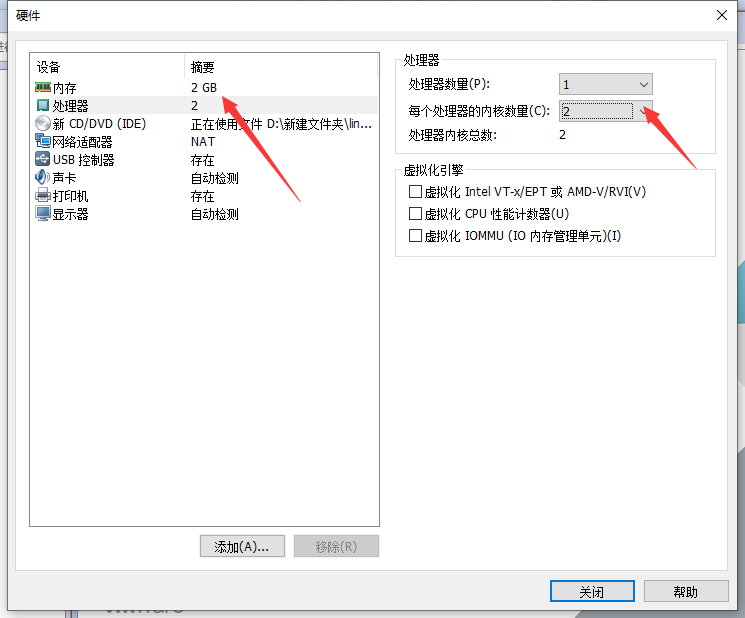 硬件
设备 摘要
内存 2 GB
处理器 2
新 CD/DVD (IDE) 正在使用文件 D:\新建文件夹\lin...
网络适配器 NAT
USB 控制器 存在
声卡 自动检测
打印机 存在
显示器 自动检测
添加(A)... 移除(R)
处理器
处理器数量(P): 1
每个处理器的内核数量(C): 2
处理器内核总数: 2
虚拟化引擎
虚拟化 Intel VT-x/EPT 或 AMD-V/RVI(V)
虚拟化 CPU 性能计数器(U)
虚拟化 IOMMU (IO 内存管理单元)(I)
关闭 帮助